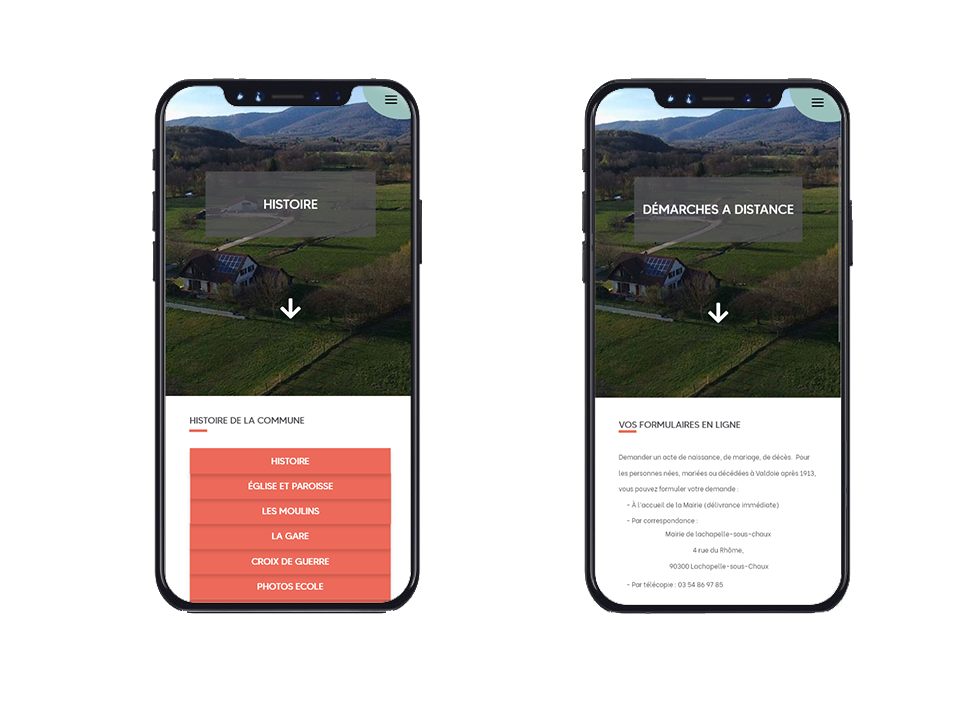 HISTOIRE
HISTOIRE DE LA COMMUNE
HISTOIRE
ÉGLISE ET PAROISSE
LES MOULINS
LA GARE
CROIX DE GUERRE
PHOTOS ECOLE
DÉMARCHES A DISTANCE
VOS FORMULAIRES EN LIGNE
Demander un acte de naissance, de mariage, de décès. Pour
les personnes nées, mariées ou décédées à Valdoie après 1913,
vous pouvez formuler votre demande :
- À l'accueil de la Mairie (délivrance immédiate)
- Par correspondance :
Mairie de lachapelle-sous-chaux
4 rue du Rhôme,
90300 Lachapelle-sous-Chaux
- Par télécopie : 03 54 86 97 85